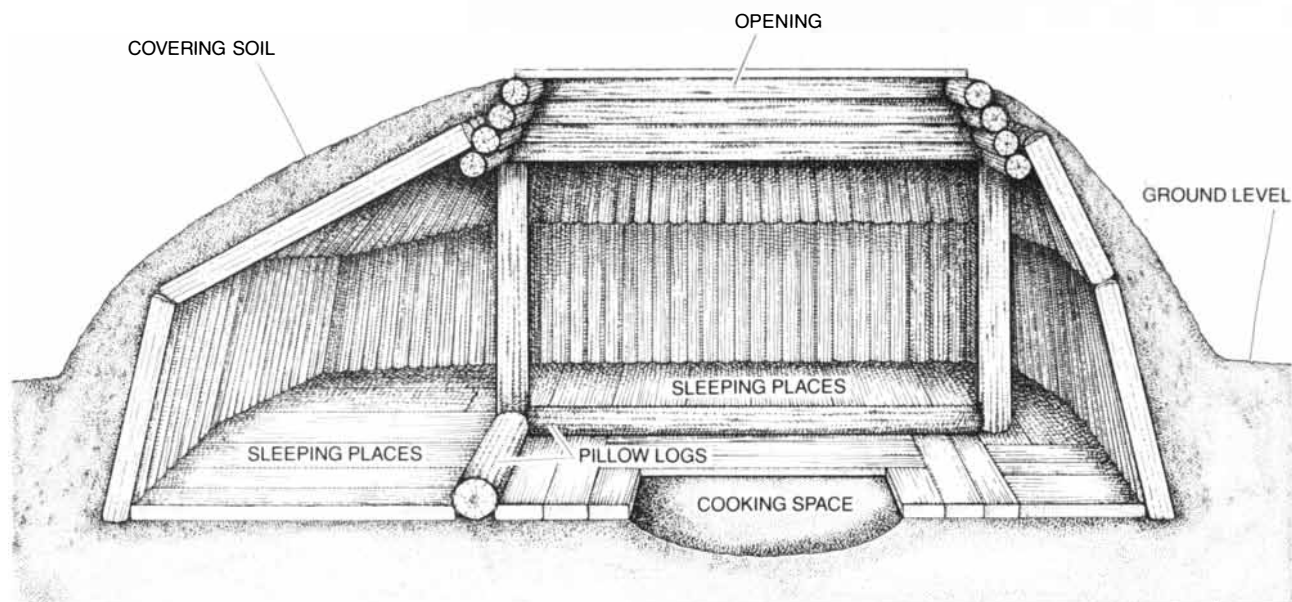 OPENING
COVERING SOIL
GROUND LEVEL
SLEEPING PLACES
SLEEPING PLACES
PILLOW LOGS
COOKING SPACE